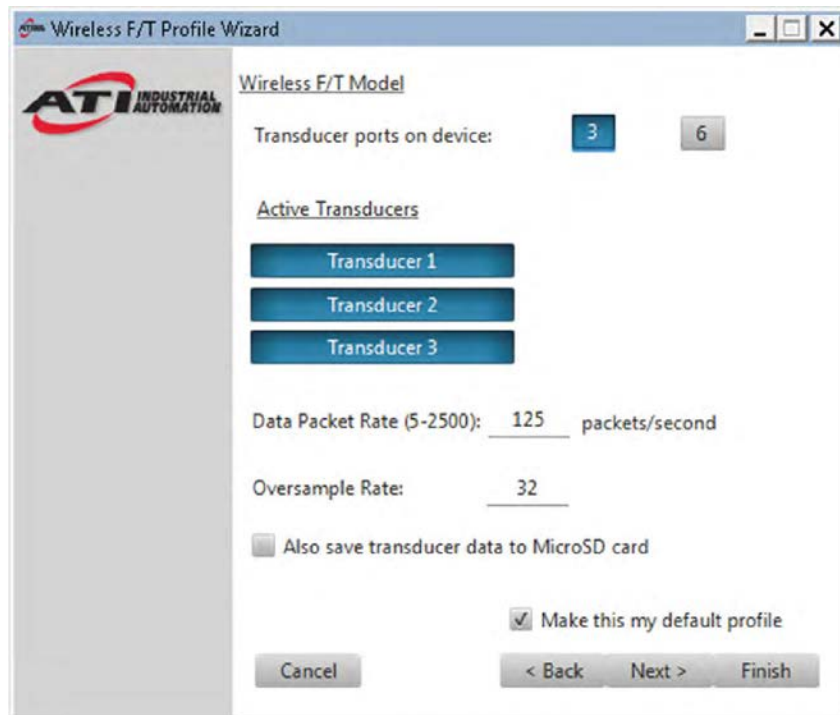 Wireless F/T Profile Wizard
ATI INDUSTRIAL AUTOMATION
Wireless F/T Model
Transducer ports on device: 3 6
Active Transducers
Transducer 1
Transducer 2
Transducer 3
Data Packet Rate (5-2500): 125 packets/second
Oversample Rate: 32
Also save transducer data to MicroSD card
Make this my default profile
Cancel < Back Next > Finish